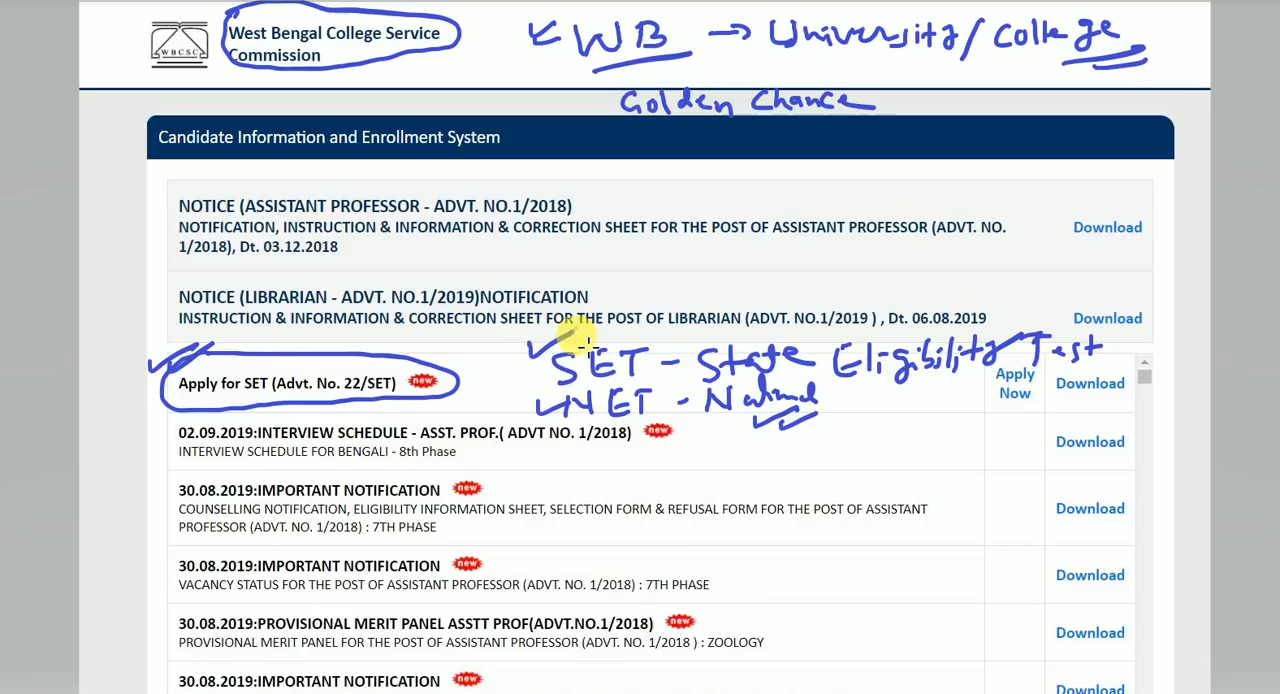 West Bengal College Service
Commission
WBCSC
WB → University/College
Golden Chance
Candidate Information and Enrollment System
NOTICE (ASSISTANT PROFESSOR - ADVT. NO.1/2018)
NOTIFICATION, INSTRUCTION & INFORMATION & CORRECTION SHEET FOR THE POST OF ASSISTANT PROFESSOR (ADVT. NO.
1/2018), Dt. 03.12.2018
Download
NOTICE (LIBRARIAN - ADVT. NO.1/2019)NOTIFICATION
INSTRUCTION & INFORMATION & CORRECTION SHEET FOR THE POST OF LIBRARIAN (ADVT. NO.1/2019 ) , Dt. 06.08.2019
Download
SET - State Eligibility Test
Apply for SET (Advt. No. 22/SET) new
Apply
Now
Download
NET - National
02.09.2019:INTERVIEW SCHEDULE - ASST. PROF.( ADVT NO. 1/2018) new
INTERVIEW SCHEDULE FOR BENGALI - 8th Phase
Download
30.08.2019:IMPORTANT NOTIFICATION new
COUNSELLING NOTIFICATION, ELIGIBILITY INFORMATION SHEET, SELECTION FORM & REFUSAL FORM FOR THE POST OF ASSISTANT
PROFESSOR (ADVT. NO. 1/2018) : 7TH PHASE
Download
30.08.2019:IMPORTANT NOTIFICATION new
VACANCY STATUS FOR THE POST OF ASSISTANT PROFESSOR (ADVT. NO. 1/2018) : 7TH PHASE
Download
30.08.2019:PROVISIONAL MERIT PANEL ASSTT PROF(ADVT.NO.1/2018) new
PROVISIONAL MERIT PANEL FOR THE POST OF ASSISTANT PROFESSOR (ADVT. NO. 1/2018 ) : ZOOLOGY
Download
30.08.2019:IMPORTANT NOTIFICATION new
Download